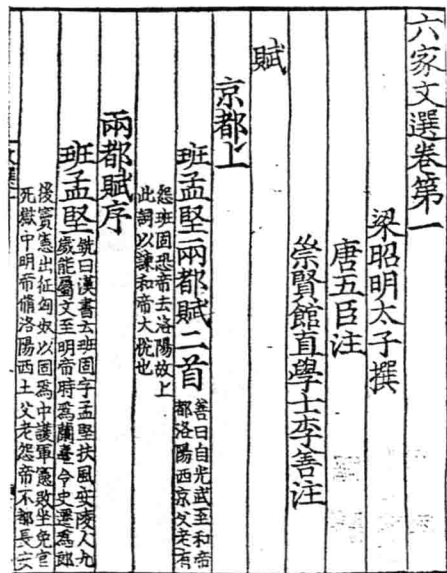 六家文選卷第一
梁昭明太子撰
唐五臣注
崇賢館直學士李善注
賦
京都上
班孟堅兩都賦二首
善曰自光武至和帝
都洛陽西京父老有
怨班固恐帝去洛陽故上
此詞以諫和帝大悅也
兩都賦序
班孟堅
銑曰漢書云班固字孟堅扶風安陵人九
歲能屬文至明帝時爲蘭臺令史遷爲郎
後竇憲出征匈奴以固爲中護軍憲敗坐免官
死獄中明帝脩洛陽西土父老怨帝不都長安